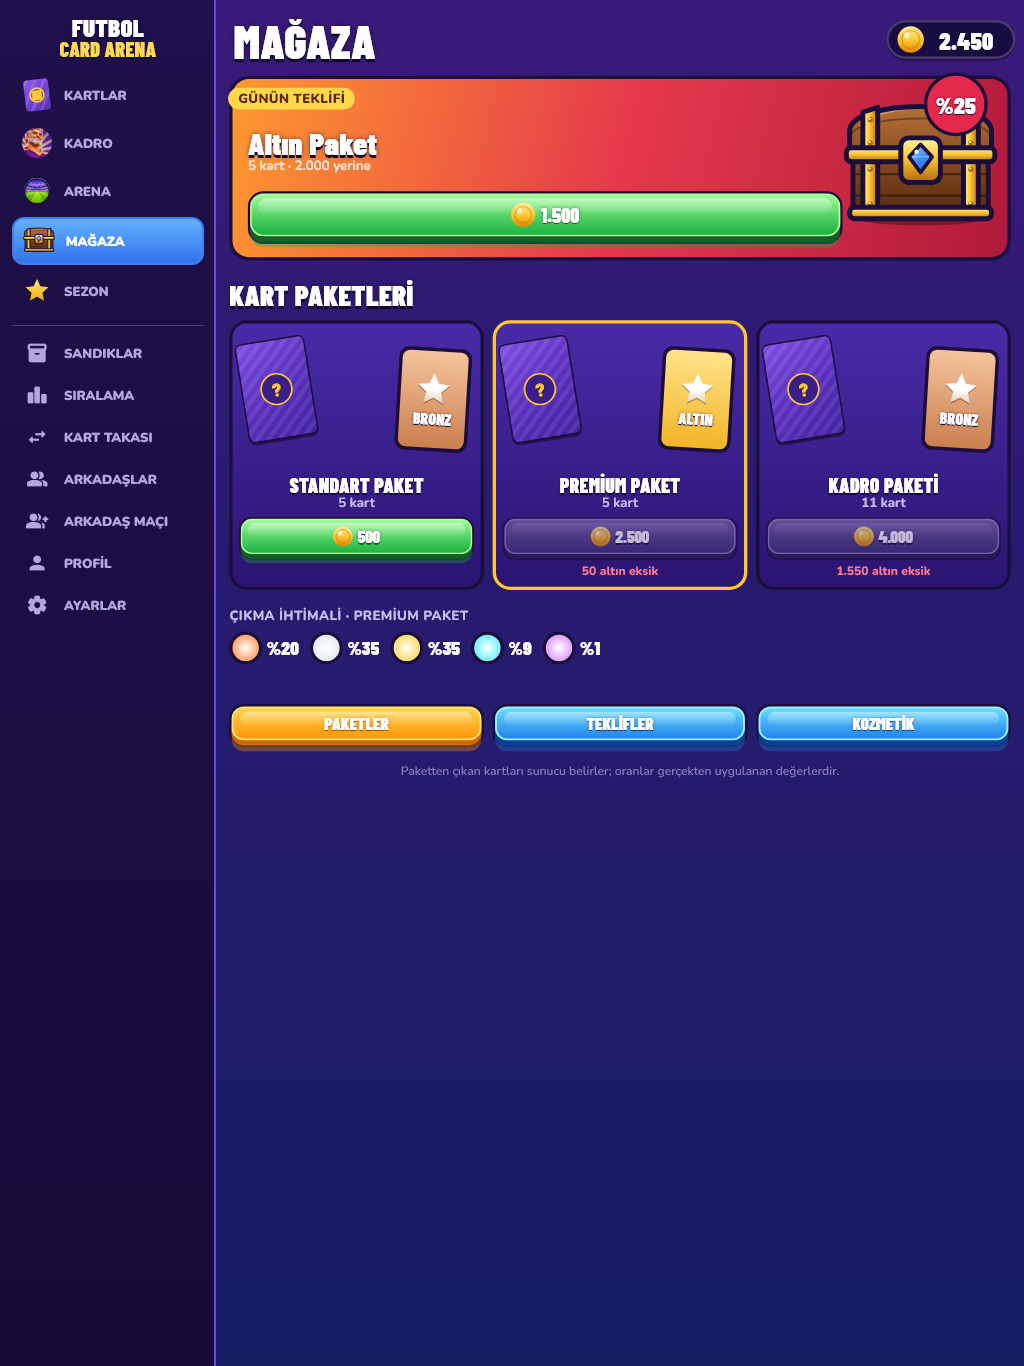 FUTBOL
CARD ARENA
KARTLAR
KADRO
ARENA
MAĞAZA
SEZON
SANDIKLAR
SIRALAMA
KART TAKASI
ARKADAŞLAR
ARKADAŞ MAÇI
PROFİL
AYARLAR
MAĞAZA
2.450
GÜNÜN TEKLİFİ
%25
Altın Paket
5 kart · 2.000 yerine
1.500
KART PAKETLERİ
?
BRONZ
STANDART PAKET
5 kart
500
?
ALTIN
PREMİUM PAKET
5 kart
2.500
50 altın eksik
?
BRONZ
KADRO PAKETİ
11 kart
4.000
1.550 altın eksik
ÇIKMA İHTİMALİ · PREMİUM PAKET
%20 %35 %35 %9 %1
PAKETLER
TEKLİFLER
KOZMETİK
Paketten çıkan kartları sunucu belirler; oranlar gerçekten uygulanan değerlerdir.